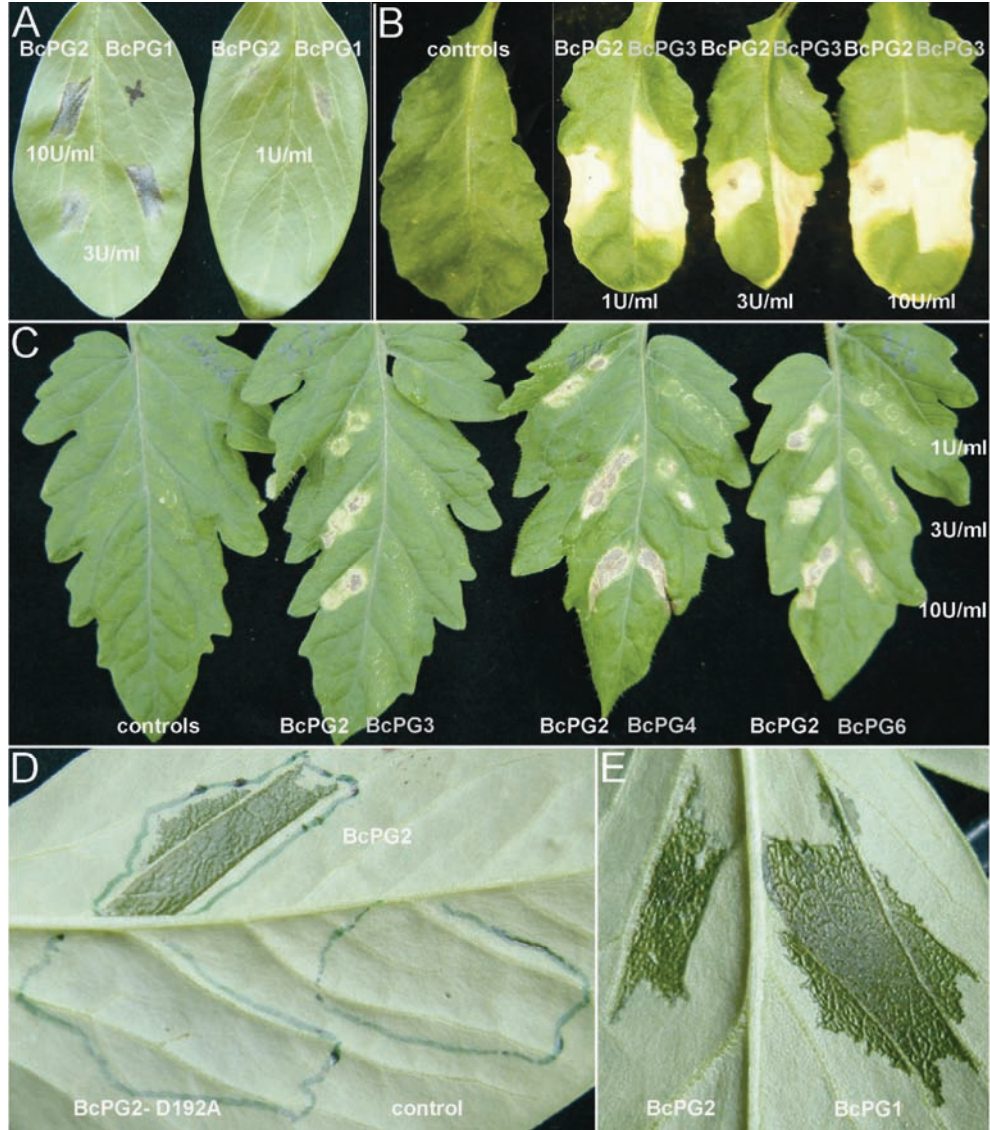 A
BcPG2 BcPG1
BcPG2 BcPG1
10U/ml
1U/ml
3U/ml
B
controls
BcPG2 BcPG3 BcPG2 BcPG3 BcPG2 BcPG3
1U/ml 3U/ml 10U/ml
C
1U/ml
3U/ml
10U/ml
controls BcPG2 BcPG3 BcPG2 BcPG4 BcPG2 BcPG6
D
BcPG2
BcPG2- D192A control
E
BcPG2 BcPG1